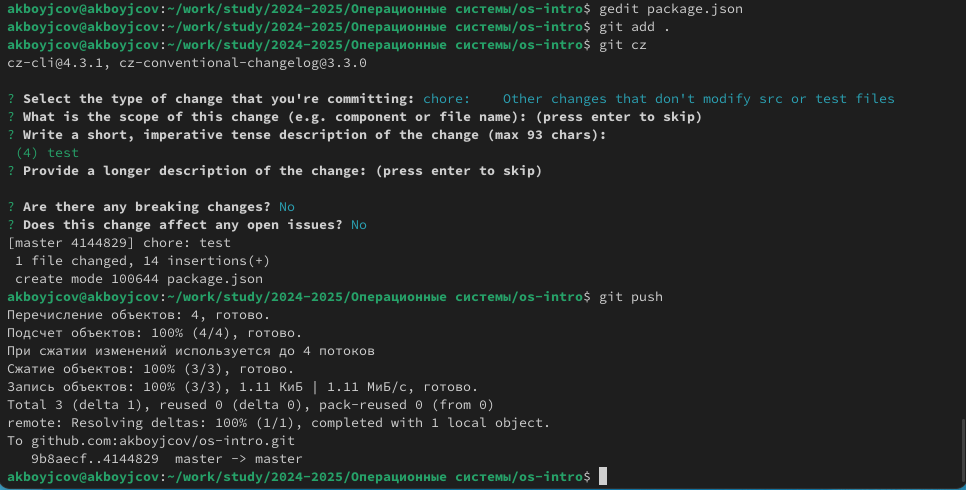 akboyjcov@akboyjcov:~/work/study/2024-2025/Операционные системы/os-intro$ gedit package.json
akboyjcov@akboyjcov:~/work/study/2024-2025/Операционные системы/os-intro$ git add .
akboyjcov@akboyjcov:~/work/study/2024-2025/Операционные системы/os-intro$ git cz
cz-cli@4.3.1, cz-conventional-changelog@3.3.0
? Select the type of change that you're committing: chore:    Other changes that don't modify src or test files
? What is the scope of this change (e.g. component or file name): (press enter to skip)
? Write a short, imperative tense description of the change (max 93 chars):
 (4) test
? Provide a longer description of the change: (press enter to skip)
? Are there any breaking changes? No
? Does this change affect any open issues? No
[master 4144829] chore: test
 1 file changed, 14 insertions(+)
 create mode 100644 package.json
akboyjcov@akboyjcov:~/work/study/2024-2025/Операционные системы/os-intro$ git push
Перечисление объектов: 4, готово.
Подсчет объектов: 100% (4/4), готово.
При сжатии изменений используется до 4 потоков
Сжатие объектов: 100% (3/3), готово.
Запись объектов: 100% (3/3), 1.11 КиБ | 1.11 МиБ/с, готово.
Total 3 (delta 1), reused 0 (delta 0), pack-reused 0 (from 0)
remote: Resolving deltas: 100% (1/1), completed with 1 local object.
To github.com:akboyjcov/os-intro.git
   9b8aecf..4144829  master -> master
akboyjcov@akboyjcov:~/work/study/2024-2025/Операционные системы/os-intro$